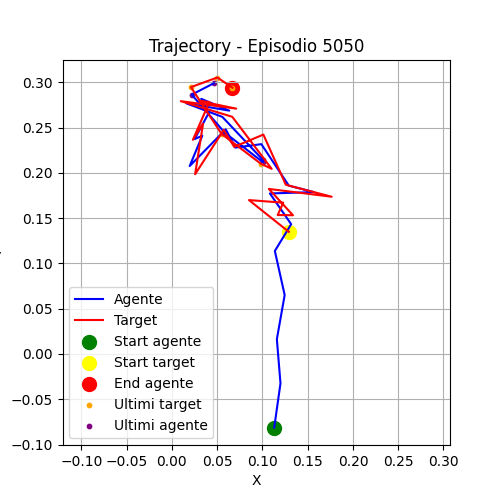 Trajectory - Episodio 5050
0.30
0.25
0.20
0.15
0.10
0.05
0.00
−0.05
−0.10
Agente
Target
Start agente
Start target
End agente
Ultimi target
Ultimi agente
−0.10 −0.05 0.00 0.05 0.10 0.15 0.20 0.25 0.30
X